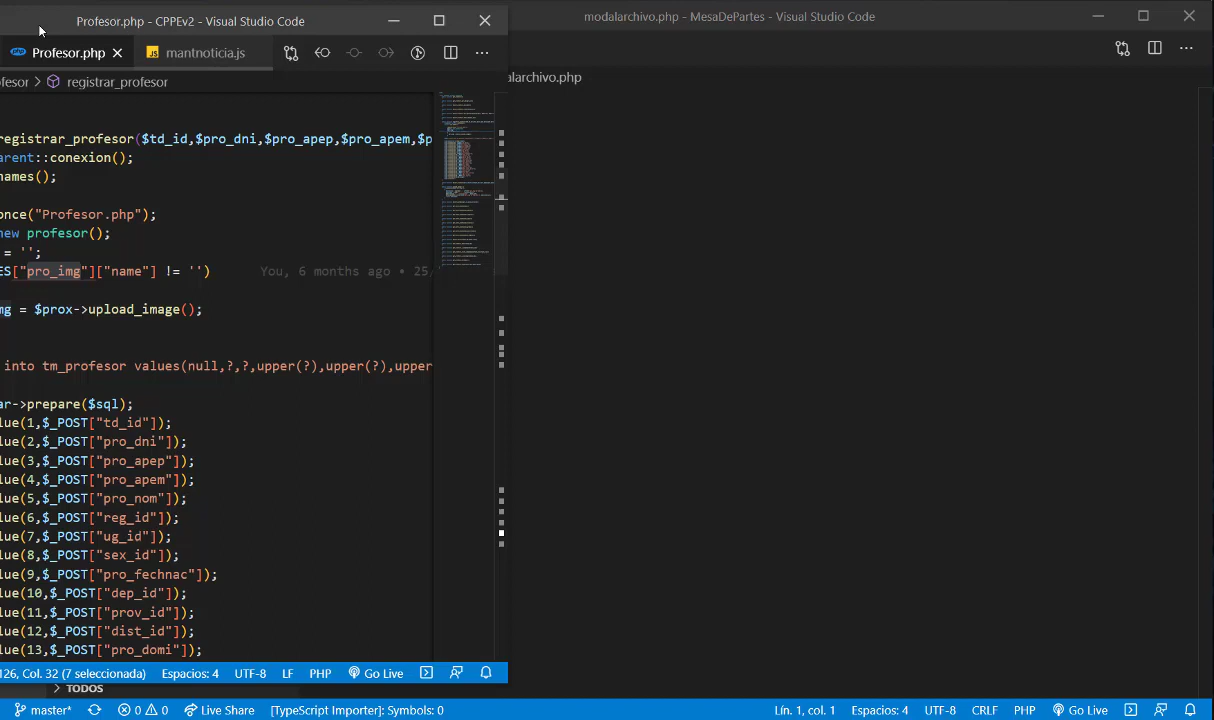 Profesor.php - CPPEv2 - Visual Studio Code
modalarchivo.php - MesaDePartes - Visual Studio Code
php Profesor.php
JS mantnoticia.js
ofesor > registrar_profesor
alarchivo.php
registrar_profesor($td_id,$pro_dni,$pro_apep,$pro_apem,$p
arent::conexion();
names();
once("Profesor.php");
new profesor();
= '';
ES["pro_img"]["name"] != '') You, 6 months ago • 25/
mg = $prox->upload_image();
into tm_profesor values(null,?,?,upper(?),upper(?),upper
ar->prepare($sql);
lue(1,$_POST["td_id"]);
lue(2,$_POST["pro_dni"]);
lue(3,$_POST["pro_apep"]);
lue(4,$_POST["pro_apem"]);
lue(5,$_POST["pro_nom"]);
lue(6,$_POST["reg_id"]);
lue(7,$_POST["ug_id"]);
lue(8,$_POST["sex_id"]);
lue(9,$_POST["pro_fechnac"]);
lue(10,$_POST["dep_id"]);
lue(11,$_POST["prov_id"]);
lue(12,$_POST["dist_id"]);
lue(13,$_POST["pro_domi"]);
126, Col. 32 (7 seleccionada) Espacios: 4 UTF-8 LF PHP Go Live
> TODOS
master* 0 0 Live Share [TypeScript Importer]: Symbols: 0 Lín. 1, col. 1 Espacios: 4 UTF-8 CRLF PHP Go Live